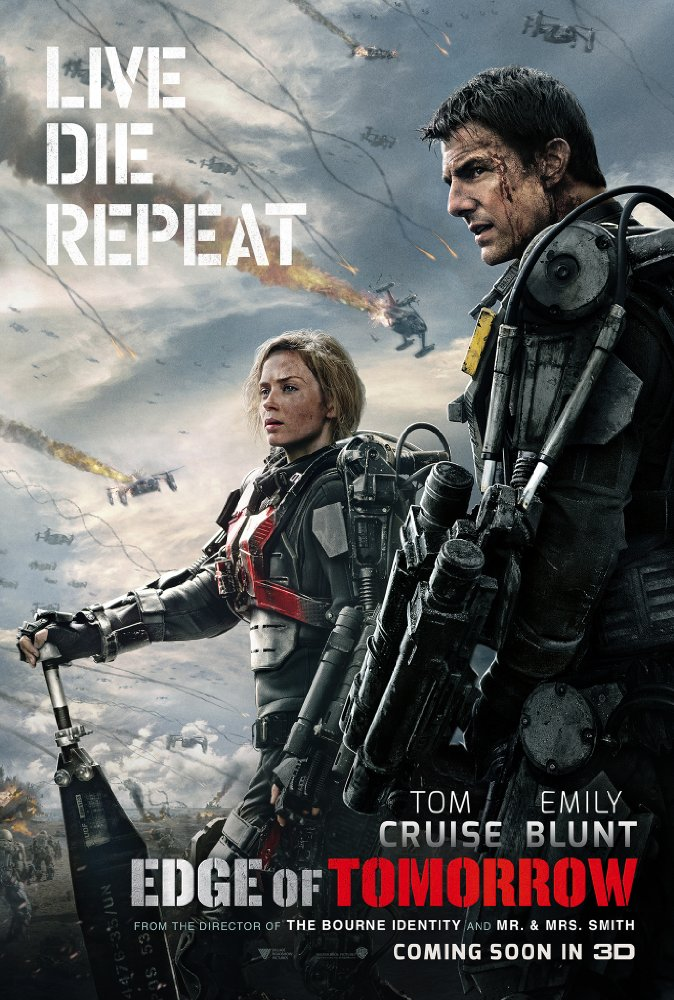 LIVE
DIE
REPEAT
TOM CRUISE
EMILY BLUNT
EDGE OF TOMORROW
FROM THE DIRECTOR OF THE BOURNE IDENTITY AND MR. & MRS. SMITH
COMING SOON IN 3D